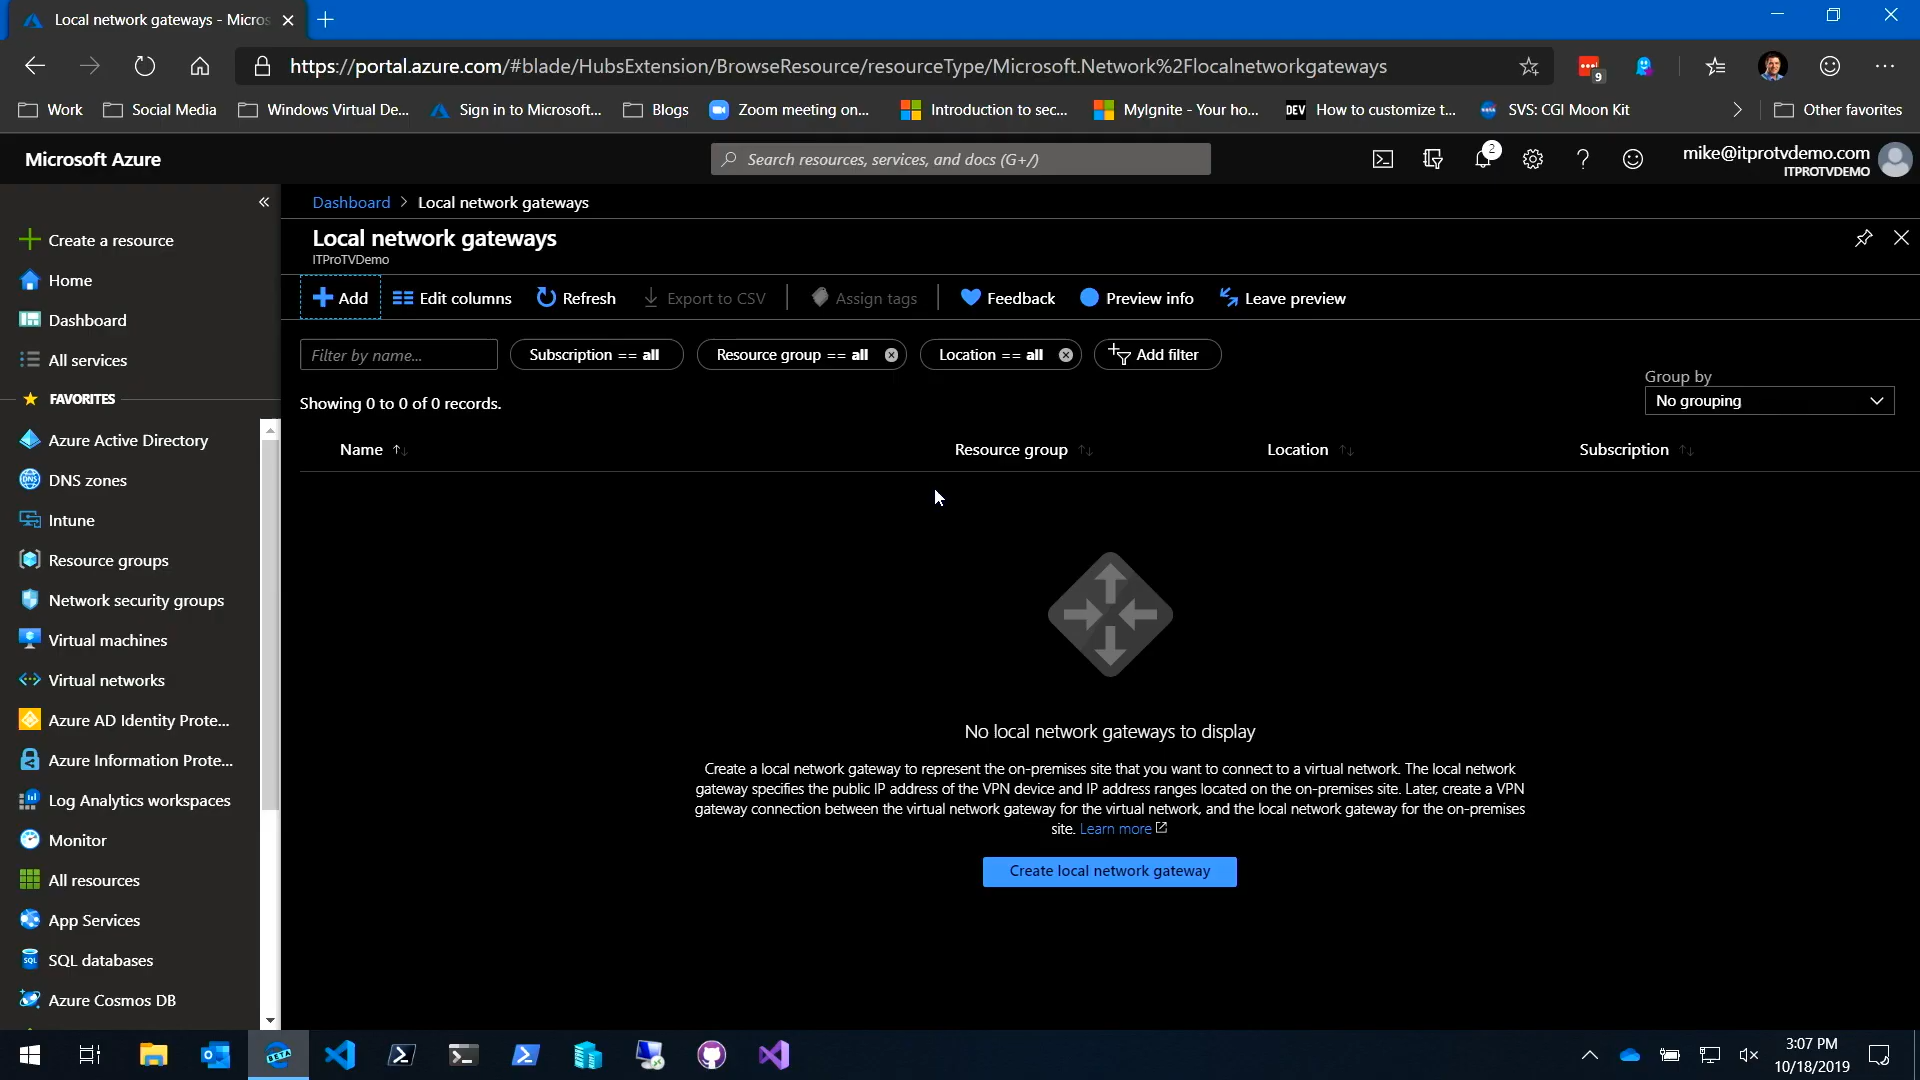 Local network gateways - Micros
https://portal.azure.com/#blade/HubsExtension/BrowseResource/resourceType/Microsoft.Network%2Flocalnetworkgateways
9
Work
Social Media
Windows Virtual De...
Sign in to Microsoft...
Blogs
Zoom meeting on...
Introduction to sec...
MyIgnite - Your ho...
DEV
How to customize t...
SVS: CGI Moon Kit
Other favorites
Microsoft Azure
Search resources, services, and docs (G+/)
2
mike@itprotvdemo.com
ITPROTVDEMO
Create a resource
Home
Dashboard
All services
FAVORITES
Azure Active Directory
DNS
DNS zones
Intune
Resource groups
Network security groups
Virtual machines
Virtual networks
Azure AD Identity Prote...
Azure Information Prote...
Log Analytics workspaces
Monitor
All resources
App Services
SQL
SQL databases
Azure Cosmos DB
Dashboard > Local network gateways
Local network gateways
ITProTVDemo
Add
Edit columns
Refresh
Export to CSV
Assign tags
Feedback
Preview info
Leave preview
Filter by name...
Subscription == all
Resource group == all
Location == all
Add filter
Showing 0 to 0 of 0 records.
Group by
No grouping
Name
Resource group
Location
Subscription
No local network gateways to display
Create a local network gateway to represent the on-premises site that you want to connect to a virtual network. The local network
gateway specifies the public IP address of the VPN device and IP address ranges located on the on-premises site. Later, create a VPN
gateway connection between the virtual network gateway for the virtual network, and the local network gateway for the on-premises
site. Learn more
Create local network gateway
BETA
3:07 PM
10/18/2019